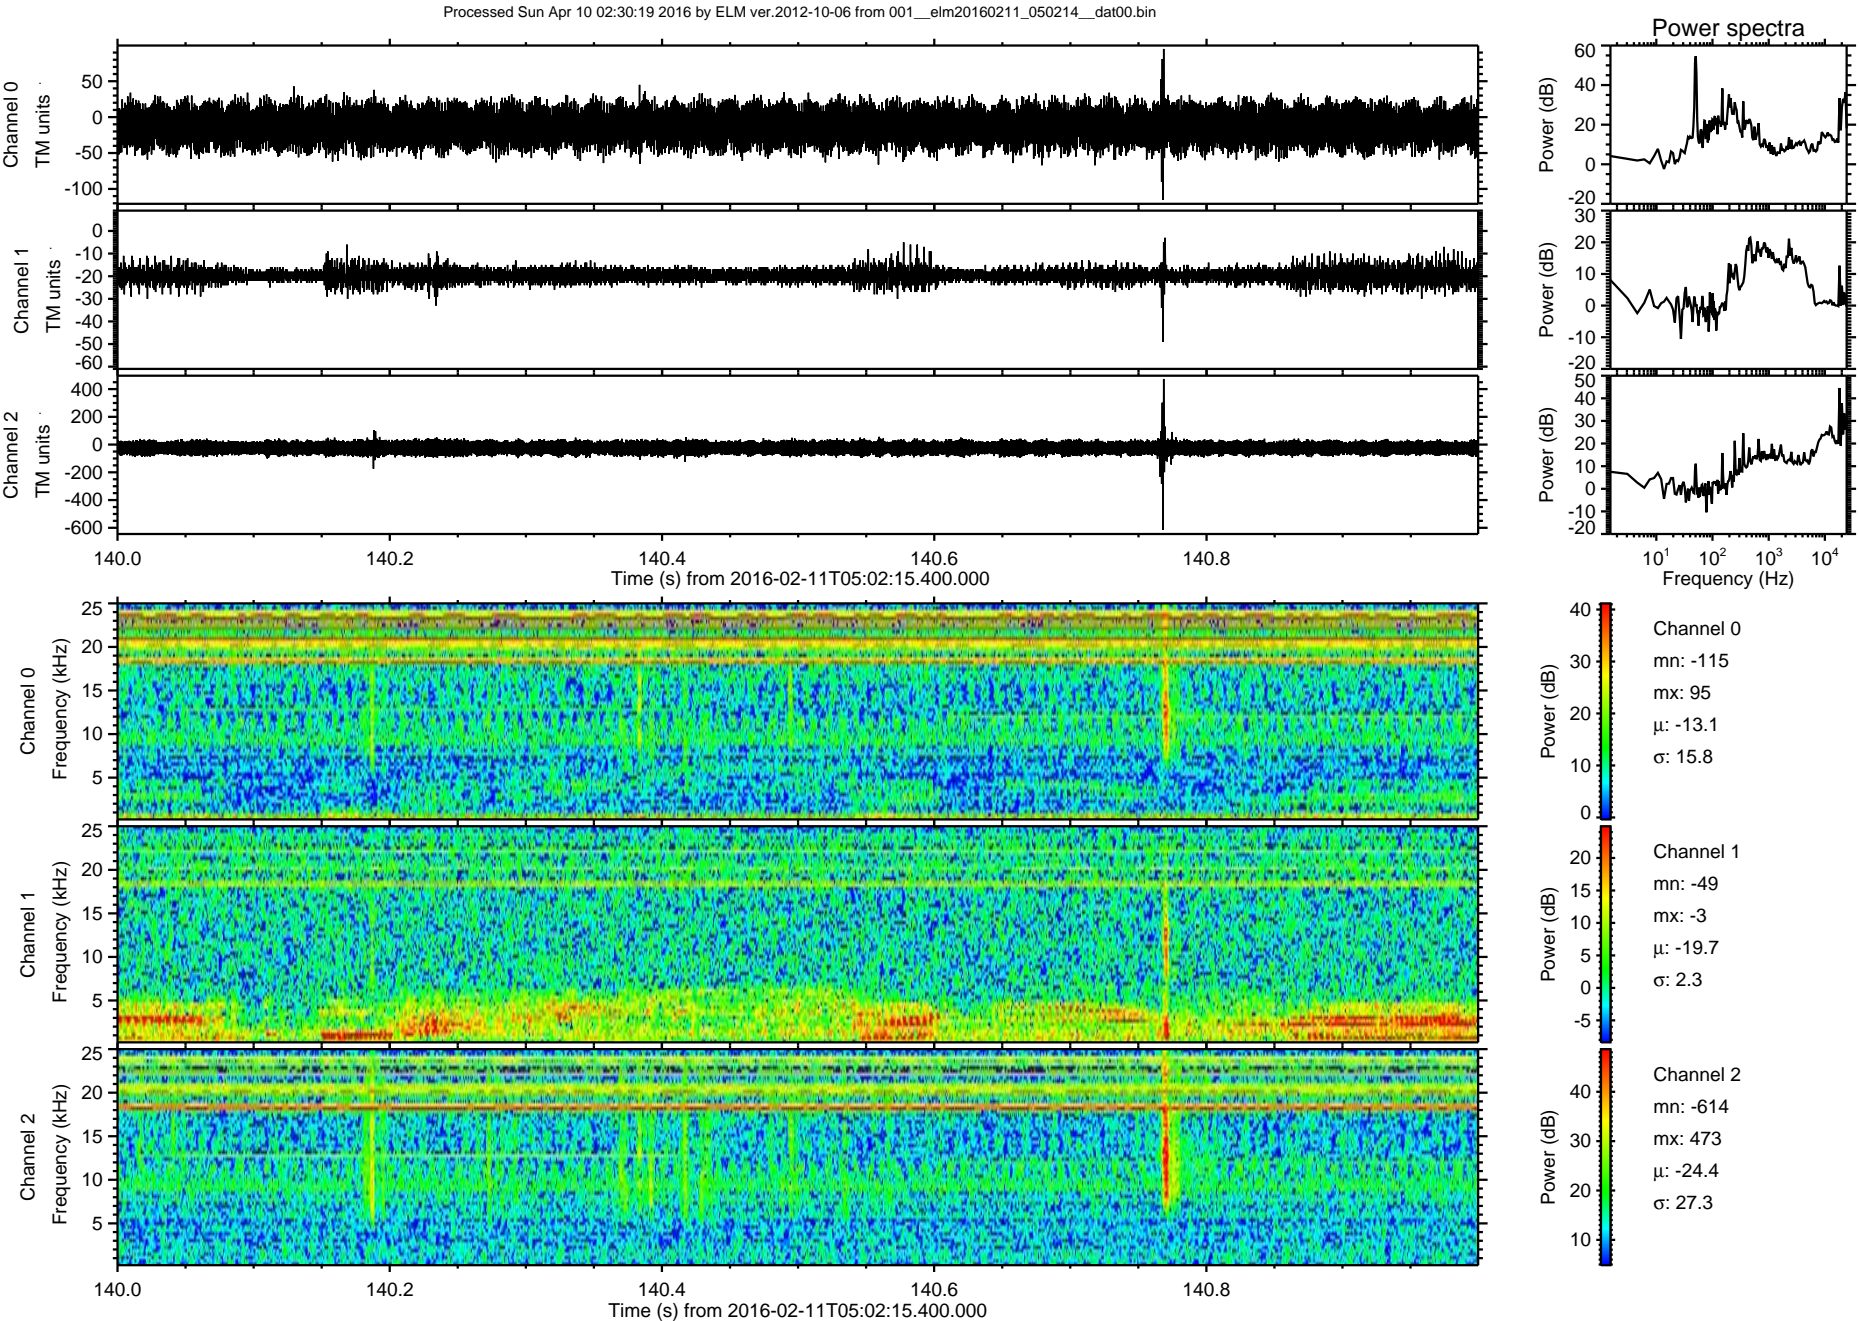 Processed Sun Apr 10 02:30:19 2016 by ELM ver.2012-10-06 from 001__elm20160211_050214__dat00.bin
Power spectra
Channel 0
TM units
50
0
-50
-100
Power (dB)
60
40
20
0
-20
Channel 1
TM units
0
-10
-20
-30
-40
-50
-60
Power (dB)
30
20
10
0
-10
-20
Channel 2
TM units
400
200
0
-200
-400
-600
Power (dB)
50
40
30
20
10
0
-10
-20
140.0 140.2 140.4 140.6 140.8
Time (s) from 2016-02-11T05:02:15.400.000
10^1 10^2 10^3 10^4
Frequency (Hz)
Channel 0
Frequency (kHz)
25
20
15
10
5
Power (dB)
40
30
20
10
0
Channel 0
mn: -115
mx: 95
μ: -13.1
σ: 15.8
Channel 1
Frequency (kHz)
25
20
15
10
5
Power (dB)
20
15
10
5
0
-5
Channel 1
mn: -49
mx: -3
μ: -19.7
σ: 2.3
Channel 2
Frequency (kHz)
25
20
15
10
5
Power (dB)
40
30
20
10
Channel 2
mn: -614
mx: 473
μ: -24.4
σ: 27.3
140.0 140.2 140.4 140.6 140.8
Time (s) from 2016-02-11T05:02:15.400.000